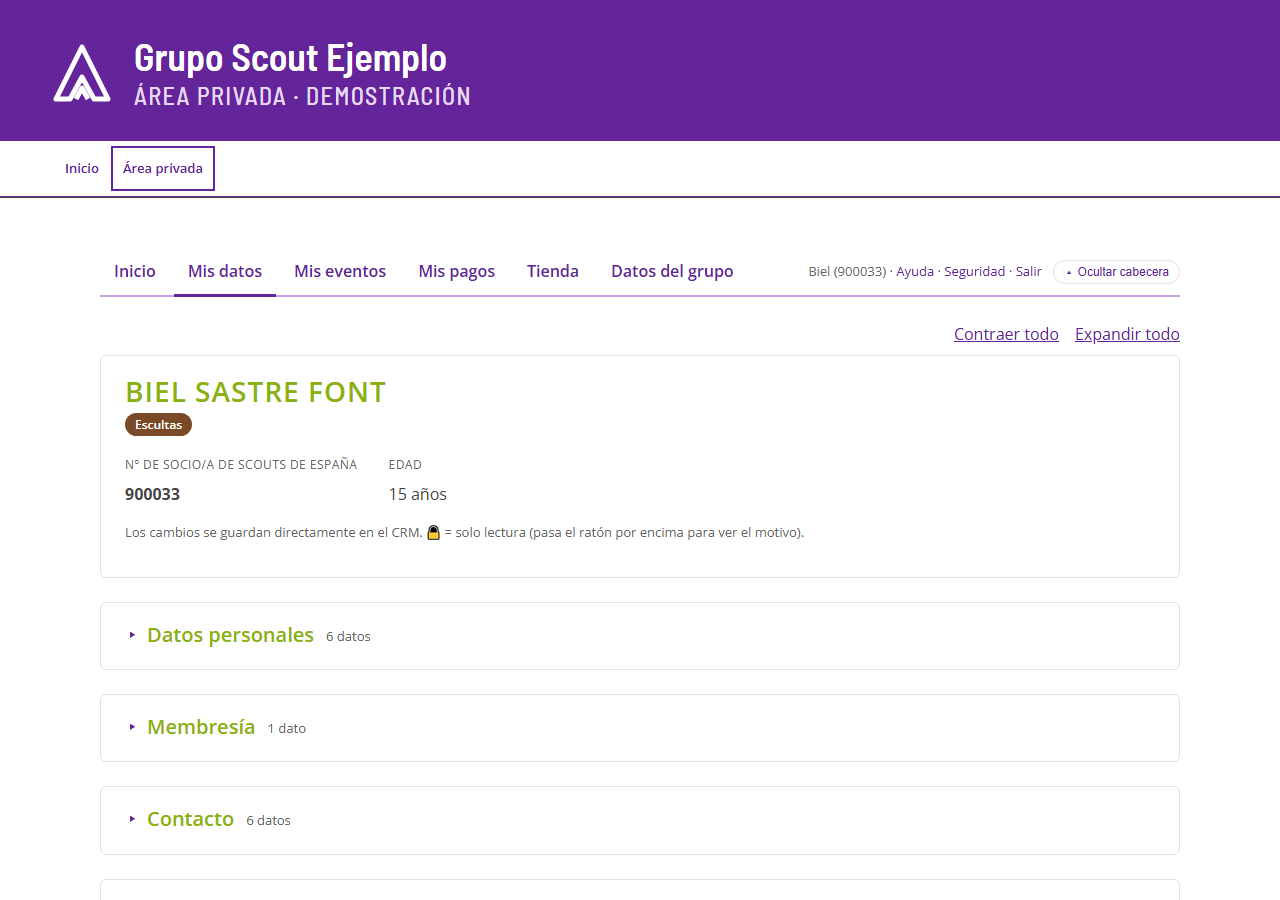 Grupo Scout Ejemplo
ÁREA PRIVADA · DEMOSTRACIÓN
Inicio Área privada
Inicio Mis datos Mis eventos Mis pagos Tienda Datos del grupo Biel (900033) · Ayuda · Seguridad · Salir ▲ Ocultar cabecera
Contraer todo Expandir todo
BIEL SASTRE FONT
Escultas
Nº DE SOCIO/A DE SCOUTS DE ESPAÑA EDAD
900033 15 años
Los cambios se guardan directamente en el CRM. 🔒 = solo lectura (pasa el ratón por encima para ver el motivo).
Datos personales 6 datos
Membresía 1 dato
Contacto 6 datos